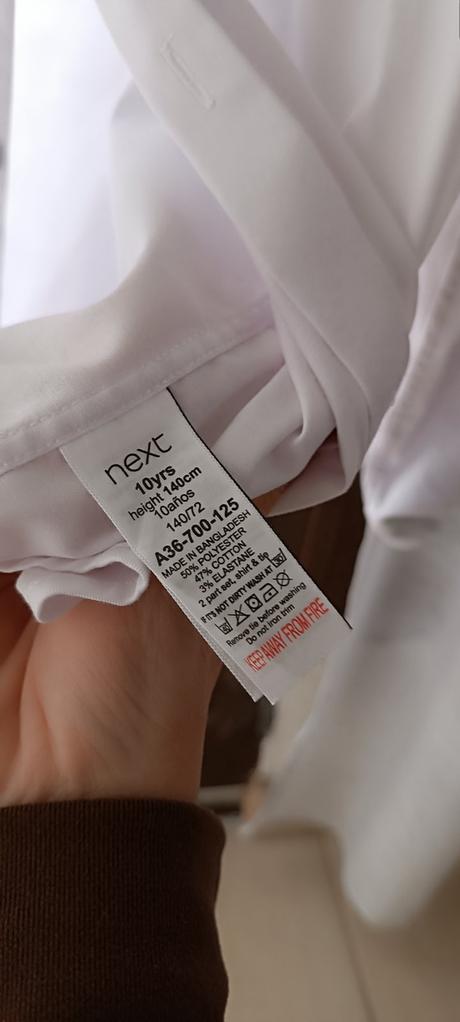 next
10yrs
height 140cm
10años
140/72
A36-700-125
MADE IN BANGLADESH
50% POLYESTER
47% COTTON
3% ELASTANE
2 part set, shirt & tie
IF IT'S NOT DIRTY WASH AT
Remove tie before washing
Do not iron trim
KEEP AWAY FROM FIRE